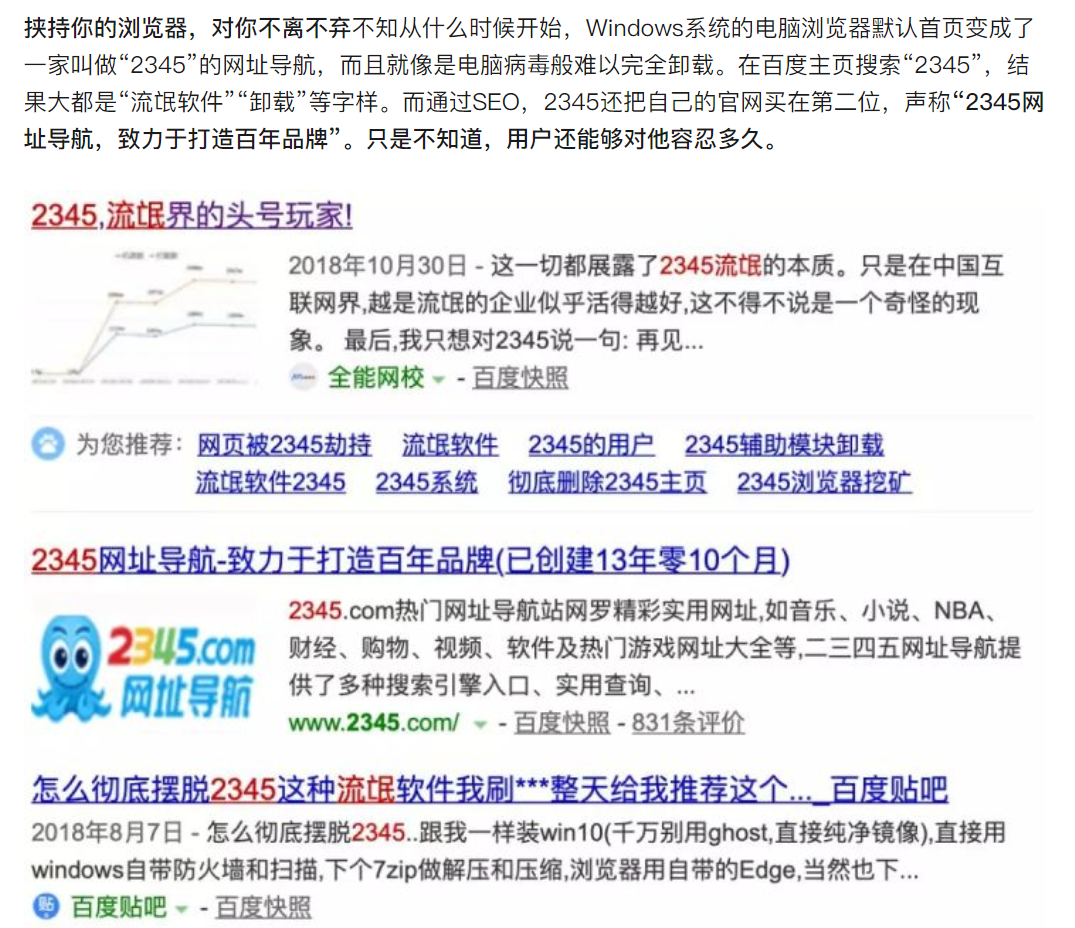 挟持你的浏览器，对你不离不弃不知从什么时候开始，Windows系统的电脑浏览器默认首页变成了
一家叫做“2345”的网址导航，而且就像是电脑病毒般难以完全卸载。在百度主页搜索“2345”，结
果大都是“流氓软件”“卸载”等字样。而通过SEO，2345还把自己的官网买在第二位，声称“2345网
址导航，致力于打造百年品牌”。只是不知道，用户还能够对他容忍多久。
2345,流氓界的头号玩家!
2018年10月30日 - 这一切都展露了2345流氓的本质。只是在中国互
联网界,越是流氓的企业似乎活得越好,这不得不说是一个奇怪的现
象。 最后,我只想对2345说一句: 再见...
全能网校 - 百度快照
为您推荐： 网页被2345劫持 流氓软件 2345的用户 2345辅助模块卸载
流氓软件2345 2345系统 彻底删除2345主页 2345浏览器挖矿
2345网址导航-致力于打造百年品牌(已创建13年零10个月)
2345.com热门网址导航站网罗精彩实用网址,如音乐、小说、NBA、
财经、购物、视频、软件及热门游戏网址大全等,二三四五网址导航提
供了多种搜索引擎入口、实用查询、...
2345.com
网址导航
www.2345.com/ - 百度快照 - 831条评价
怎么彻底摆脱2345这种流氓软件我刷***整天给我推荐这个..._百度贴吧
2018年8月7日 - 怎么彻底摆脱2345..跟我一样装win10(千万别用ghost,直接纯净镜像),直接用
windows自带防火墙和扫描,下个7zip做解压和压缩,浏览器用自带的Edge,当然也下...
贴 百度贴吧 - 百度快照